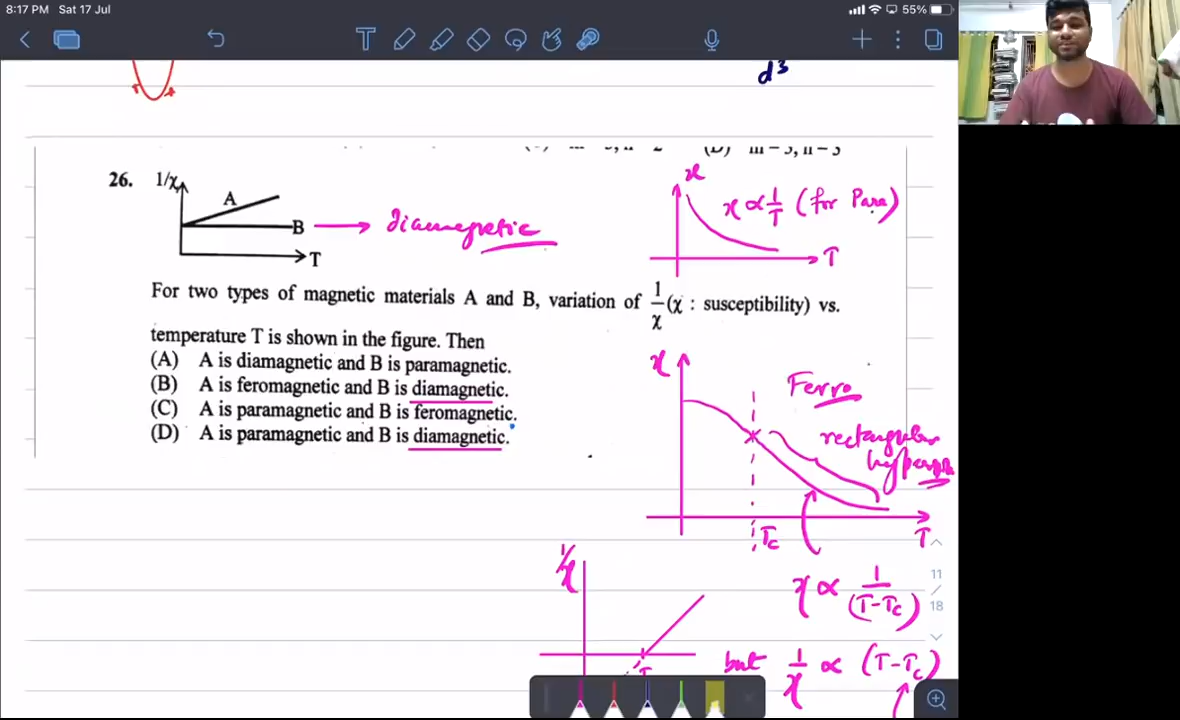 8:17 PM Sat 17 Jul
55%
d3
(D) m = 3, n = 3
26. 1/χ
A
B → diamagnetic
T
χ
χ ∝ 1/T (for Para)
T
For two types of magnetic materials A and B, variation of 1/χ (χ : susceptibility) vs.
temperature T is shown in the figure. Then
(A) A is diamagnetic and B is paramagnetic.
(B) A is feromagnetic and B is diamagnetic.
(C) A is paramagnetic and B is feromagnetic.
(D) A is paramagnetic and B is diamagnetic.
χ
Ferro
rectangular
Tc
T
1/χ
χ ∝ 1/(T-Tc)
but 1/χ ∝ (T-Tc)
11
/
18